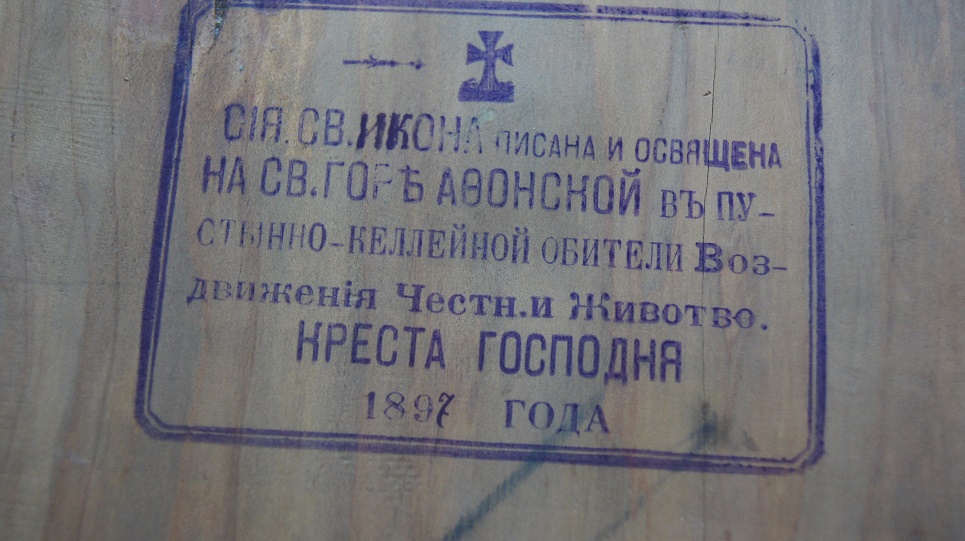 СІЯ. СВ. ИКОНА ПИСАНА И ОСВЯЩЕНА
НА СВ. ГОРѢ АѲОНСКОЙ ВЪ ПУ-
СТЫННО-КЕЛЛЕЙНОЙ ОБИТЕЛИ Воз-
движенія Честн. и Животво.
КРЕСТА ГОСПОДНЯ
1897 ГОДА